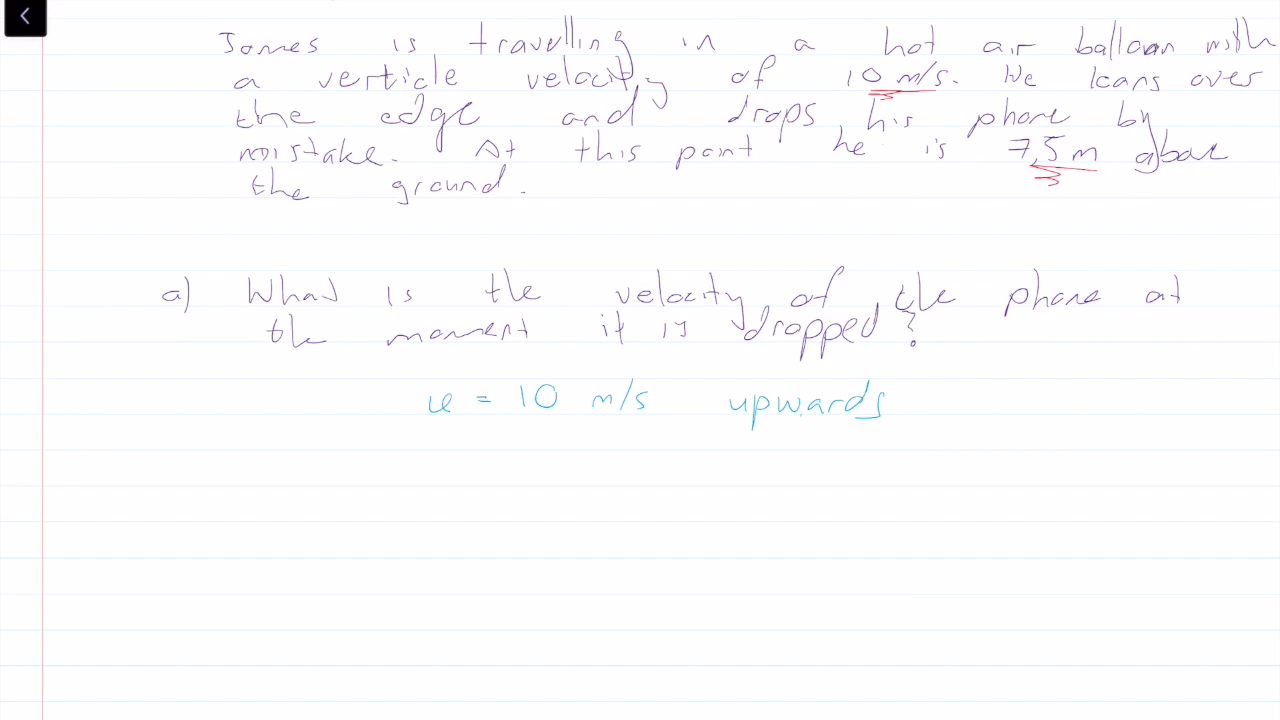 James is travelling in a hot air balloon with
a verticle velocity of 10 m/s. He leans over
the edge and drops his phone by
mistake. At this point he is 7,5 m above
the ground.
a) What is the velocity of the phone at
the moment it is dropped?
u = 10 m/s upwards